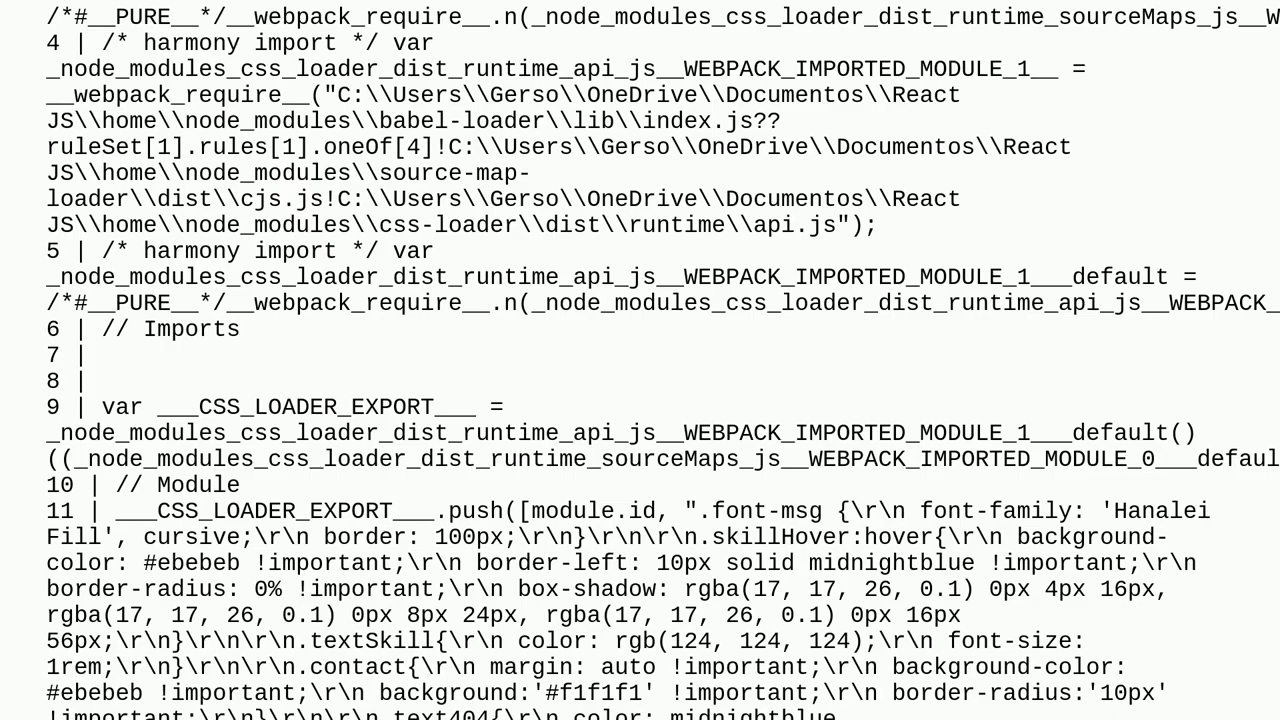 /*#__PURE__*/__webpack_require__.n(_node_modules_css_loader_dist_runtime_sourceMaps_js__W
4 | /* harmony import */ var
_node_modules_css_loader_dist_runtime_api_js__WEBPACK_IMPORTED_MODULE_1__ =
__webpack_require__("C:\\Users\\Gerso\\OneDrive\\Documentos\\React
JS\\home\\node_modules\\babel-loader\\lib\\index.js??
ruleSet[1].rules[1].oneOf[4]!C:\\Users\\Gerso\\OneDrive\\Documentos\\React
JS\\home\\node_modules\\source-map-
loader\\dist\\cjs.js!C:\\Users\\Gerso\\OneDrive\\Documentos\\React
JS\\home\\node_modules\\css-loader\\dist\\runtime\\api.js");
5 | /* harmony import */ var
_node_modules_css_loader_dist_runtime_api_js__WEBPACK_IMPORTED_MODULE_1___default =
/*#__PURE__*/__webpack_require__.n(_node_modules_css_loader_dist_runtime_api_js__WEBPACK_
6 | // Imports
7 |
8 |
9 | var ___CSS_LOADER_EXPORT___ =
_node_modules_css_loader_dist_runtime_api_js__WEBPACK_IMPORTED_MODULE_1___default()
((_node_modules_css_loader_dist_runtime_sourceMaps_js__WEBPACK_IMPORTED_MODULE_0___defaul
10 | // Module
11 | ___CSS_LOADER_EXPORT___.push([module.id, ".font-msg {\r\n font-family: 'Hanalei
Fill', cursive;\r\n border: 100px;\r\n}\r\n\r\n.skillHover:hover{\r\n background-
color: #ebebeb !important;\r\n border-left: 10px solid midnightblue !important;\r\n
border-radius: 0% !important;\r\n box-shadow: rgba(17, 17, 26, 0.1) 0px 4px 16px,
rgba(17, 17, 26, 0.1) 0px 8px 24px, rgba(17, 17, 26, 0.1) 0px 16px
56px;\r\n}\r\n\r\n.textSkill{\r\n color: rgb(124, 124, 124);\r\n font-size:
1rem;\r\n}\r\n\r\n.contact{\r\n margin: auto !important;\r\n background-color:
#ebebeb !important;\r\n background:'#f1f1f1' !important;\r\n border-radius:'10px'
!important;\r\n}\r\n\r\n.text404{\r\n color: midnightblue